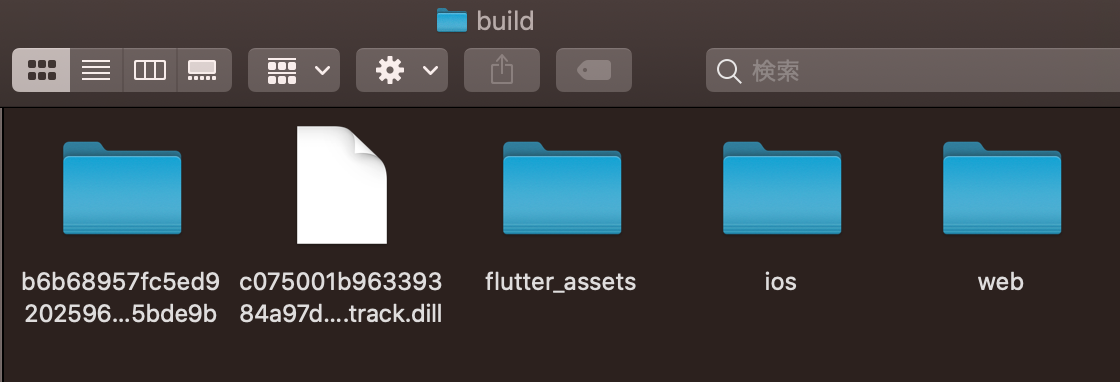 build
検索
b6b68957fc5ed9
202596...5bde9b
c075001b963393
84a97d....track.dill
flutter_assets
ios
web